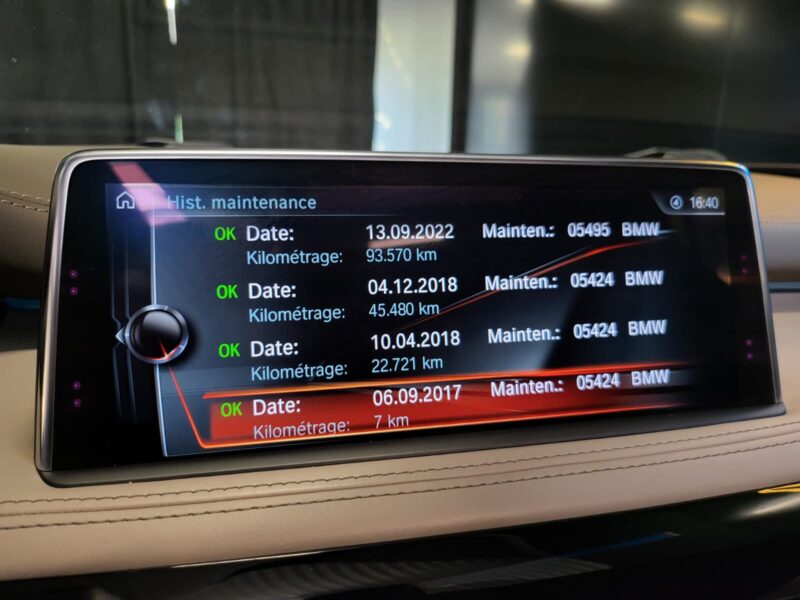 Hist. maintenance 16:40
OK Date: 13.09.2022 Mainten.: 05495 BMW
Kilométrage: 93.570 km
OK Date: 04.12.2018 Mainten.: 05424 BMW
Kilométrage: 45.480 km
OK Date: 10.04.2018 Mainten.: 05424 BMW
Kilométrage: 22.721 km
OK Date: 06.09.2017 Mainten.: 05424 BMW
Kilométrage: 7 km